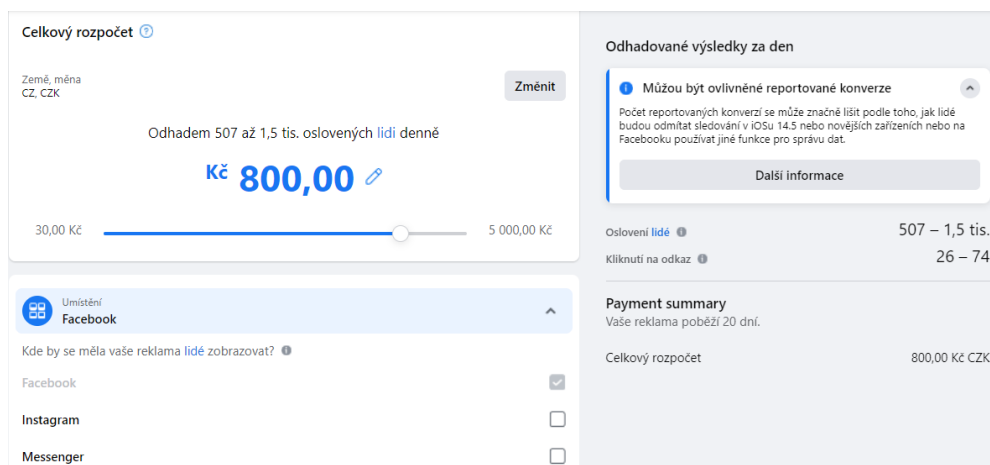 Celkový rozpočet
Země, měna
CZ, CZK
Změnit
Odhadem 507 až 1,5 tis. oslovených lidi denně
Kč 800,00
30,00 Kč
5 000,00 Kč
Umístění
Facebook
Kde by se měla vaše reklama lidé zobrazovat?
Facebook
Instagram
Messenger
Odhadované výsledky za den
Můžou být ovlivněné reportované konverze
Počet reportovaných konverzí se může značně lišit podle toho, jak lidé
budou odmítat sledování v iOSu 14.5 nebo novějších zařízeních nebo na
Facebooku používat jiné funkce pro správu dat.
Další informace
Oslovení lidé
507 – 1,5 tis.
Kliknutí na odkaz
26 – 74
Payment summary
Vaše reklama poběží 20 dní.
Celkový rozpočet
800,00 Kč CZK